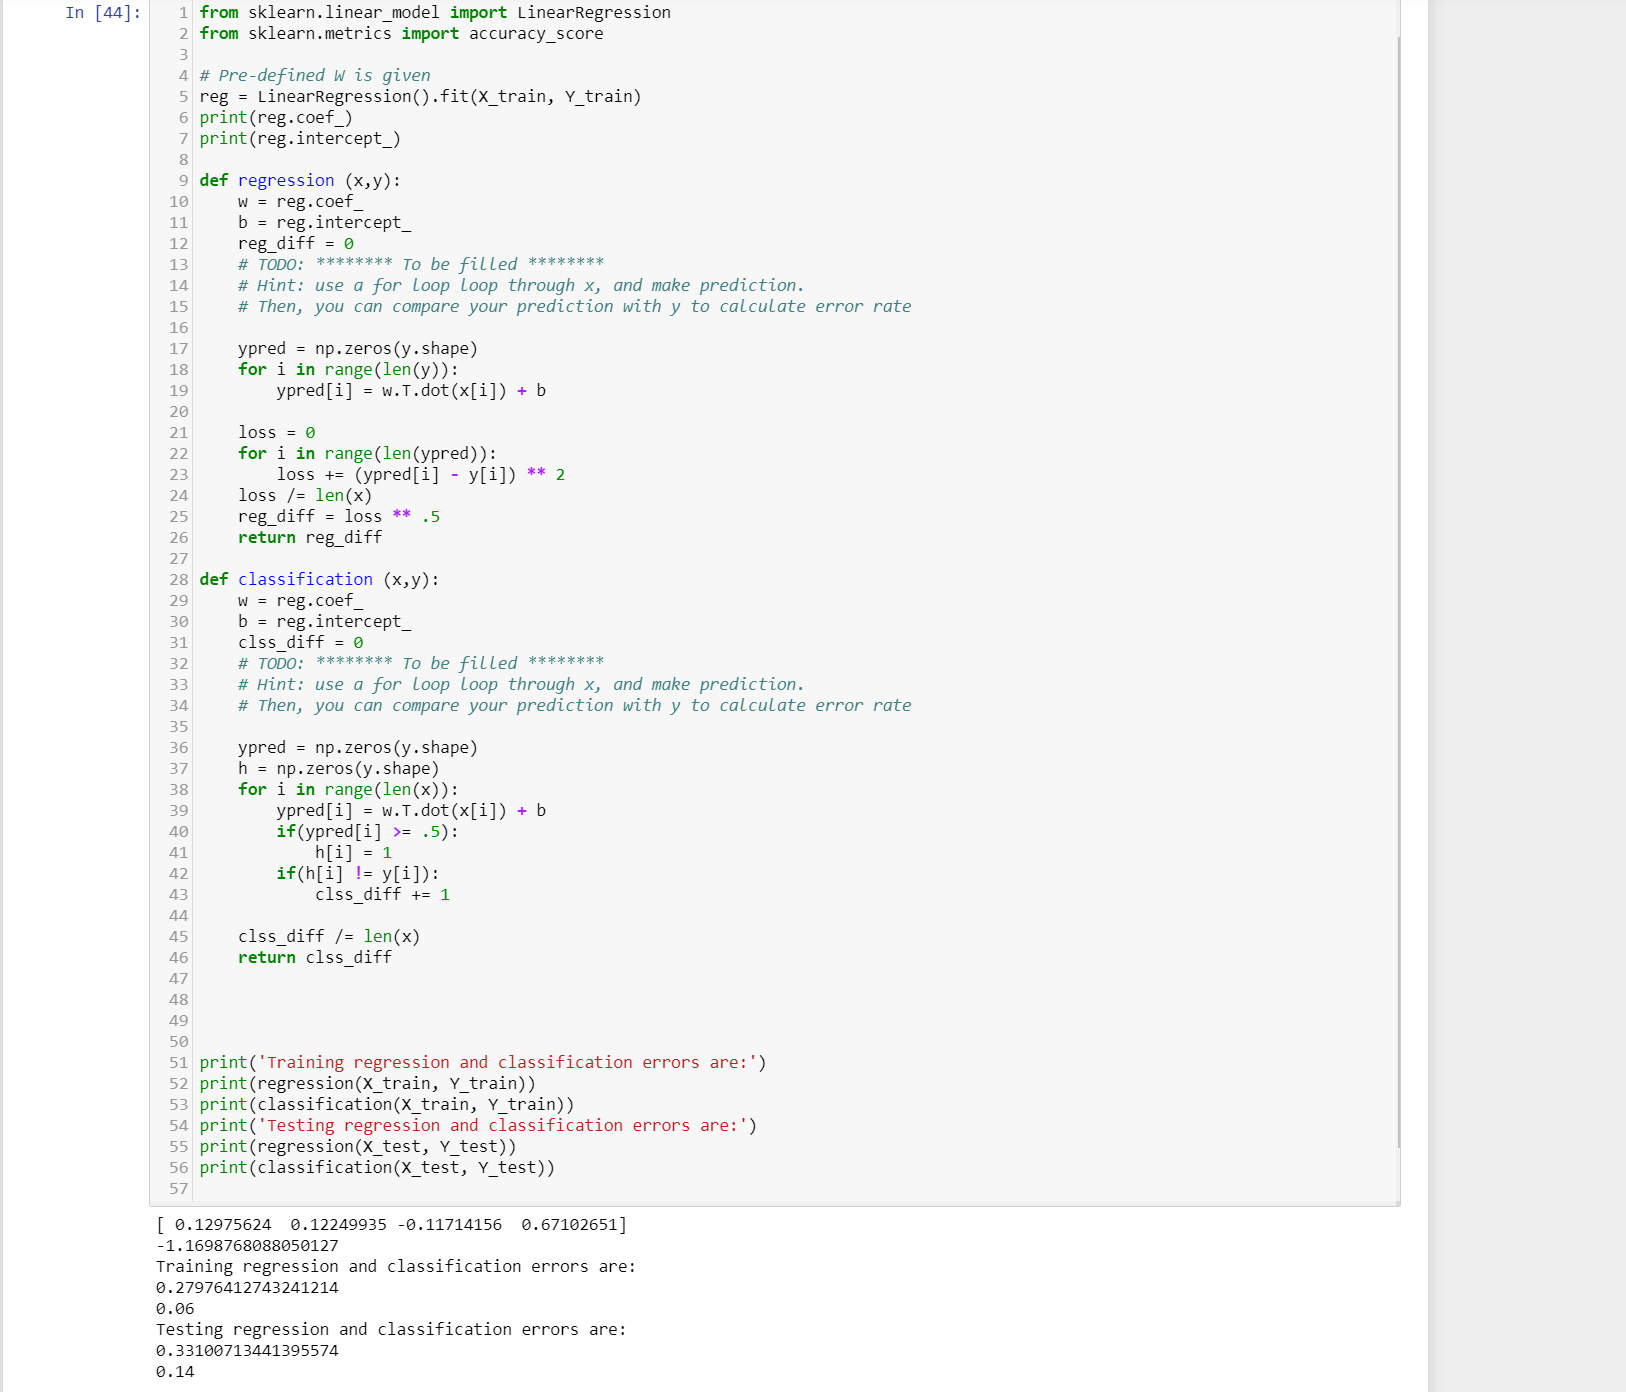 In [44]:
1 from sklearn.linear_model import LinearRegression
2 from sklearn.metrics import accuracy_score
3
4 # Pre-defined W is given
5 reg = LinearRegression().fit(X_train, Y_train)
6 print(reg.coef_)
7 print(reg.intercept_)
8
9 def regression (x,y):
10     w = reg.coef_
11     b = reg.intercept_
12     reg_diff = 0
13     # TODO: ******** To be filled ********
14     # Hint: use a for loop loop through x, and make prediction.
15     # Then, you can compare your prediction with y to calculate error rate
16
17     ypred = np.zeros(y.shape)
18     for i in range(len(y)):
19         ypred[i] = w.T.dot(x[i]) + b
20
21     loss = 0
22     for i in range(len(ypred)):
23         loss += (ypred[i] - y[i]) ** 2
24     loss /= len(x)
25     reg_diff = loss ** .5
26     return reg_diff
27
28 def classification (x,y):
29     w = reg.coef_
30     b = reg.intercept_
31     clss_diff = 0
32     # TODO: ******** To be filled ********
33     # Hint: use a for loop loop through x, and make prediction.
34     # Then, you can compare your prediction with y to calculate error rate
35
36     ypred = np.zeros(y.shape)
37     h = np.zeros(y.shape)
38     for i in range(len(x)):
39         ypred[i] = w.T.dot(x[i]) + b
40         if(ypred[i] >= .5):
41             h[i] = 1
42         if(h[i] != y[i]):
43             clss_diff += 1
44
45     clss_diff /= len(x)
46     return clss_diff
47
48
49
50
51 print('Training regression and classification errors are:')
52 print(regression(X_train, Y_train))
53 print(classification(X_train, Y_train))
54 print('Testing regression and classification errors are:')
55 print(regression(X_test, Y_test))
56 print(classification(X_test, Y_test))
57
[ 0.12975624  0.12249935 -0.11714156  0.67102651]
-1.1698768088050127
Training regression and classification errors are:
0.27976412743241214
0.06
Testing regression and classification errors are:
0.33100713441395574
0.14